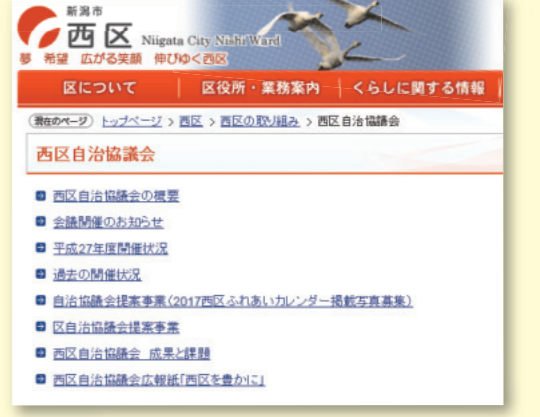 新潟市
西区 Niigata City Nishi Ward
夢 希望 広がる笑顔 伸びゆく西区
区について 区役所・業務案内 くらしに関する情報
現在のページ トップページ > 西区 > 西区の取り組み > 西区自治協議会
西区自治協議会
西区自治協議会の概要
会議開催のお知らせ
平成27年度開催状況
過去の開催状況
自治協議会提案事業(2017西区ふれあいカレンダー掲載写真募集)
区自治協議会提案事業
西区自治協議会 成果と課題
西区自治協議会広報紙「西区を豊かに」